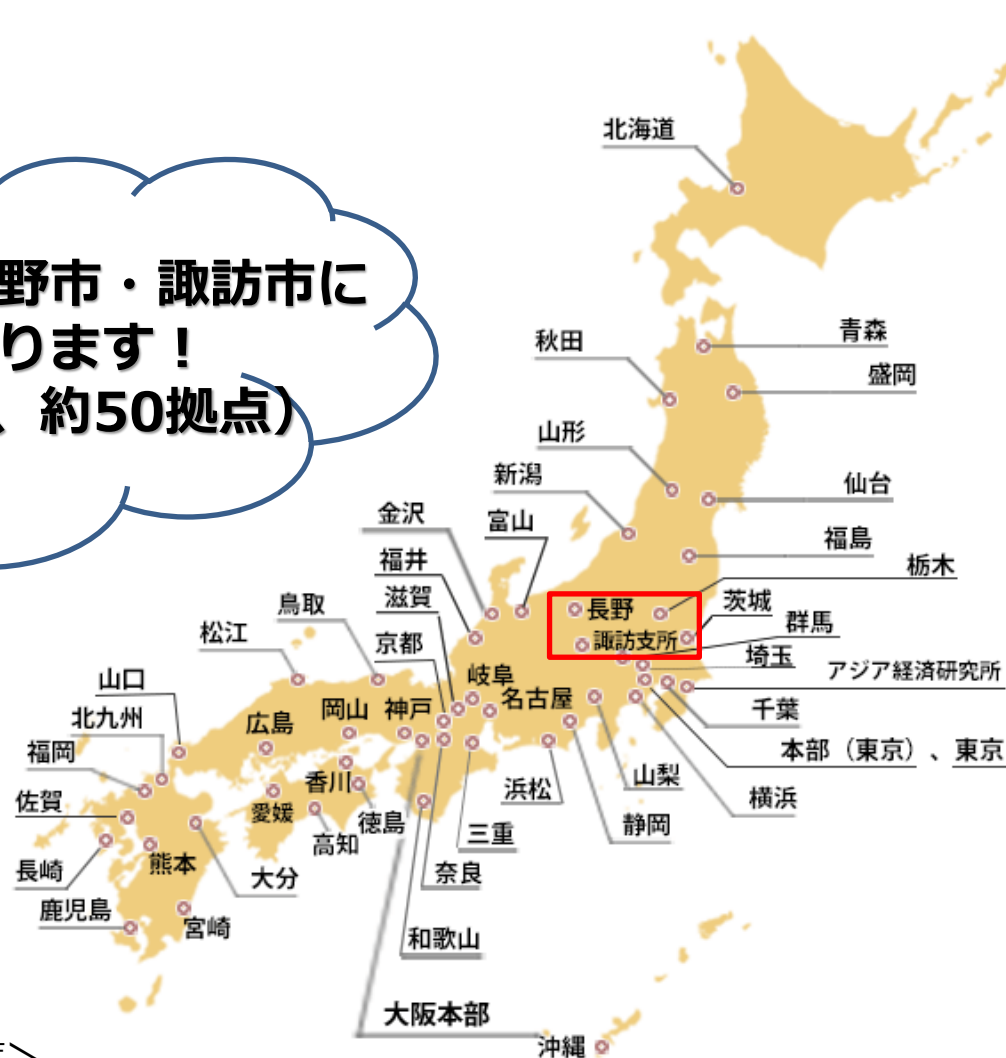 北海道
野市・諏訪市に
ります！
青森
秋田
盛岡
、約50拠点）
山形
新潟
仙台
金沢
富山
福島
福井
栃木
滋賀
鳥取
長野
茨城
群馬
松江
京都
諏訪支所
埼玉
岐阜
アジア経済研究所
山口
名古屋
岡山
神戸
千葉
北九州
広島
福岡
本部（東京）、東京
香川
山梨
浜松
佐賀
横浜
愛媛
徳島
静岡
高知
三重
熊本
長崎
大分
奈良
鹿児島
宮崎
和歌山
大阪本部
沖縄